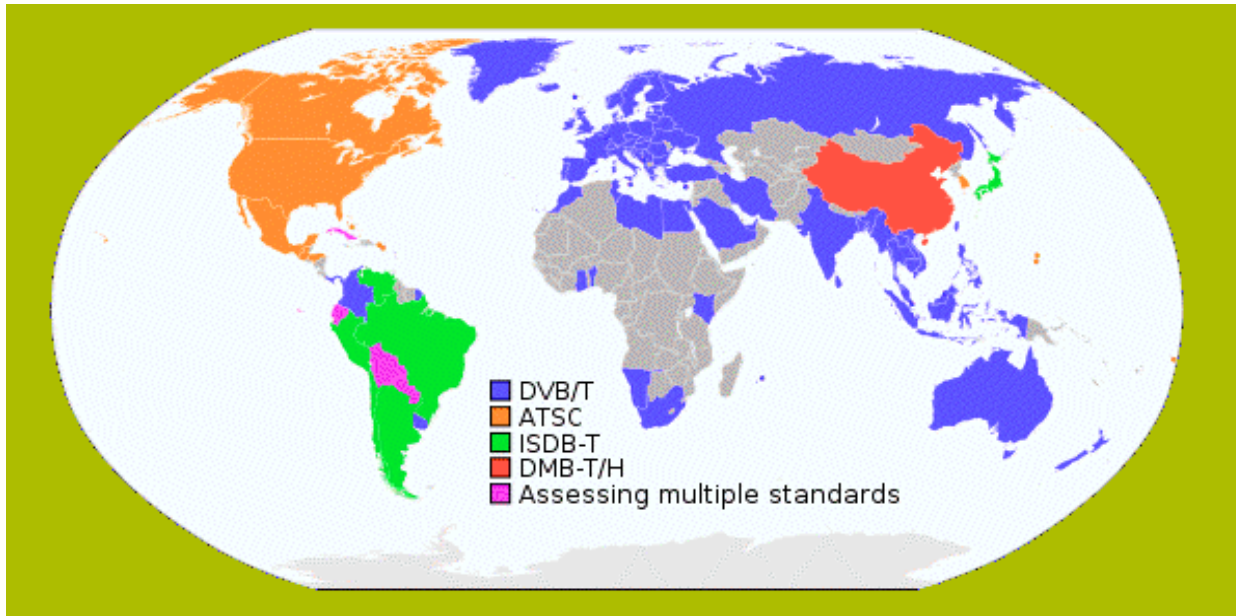 DVB/T
ATSC
ISDB-T
DMB-T/H
Assessing multiple standards